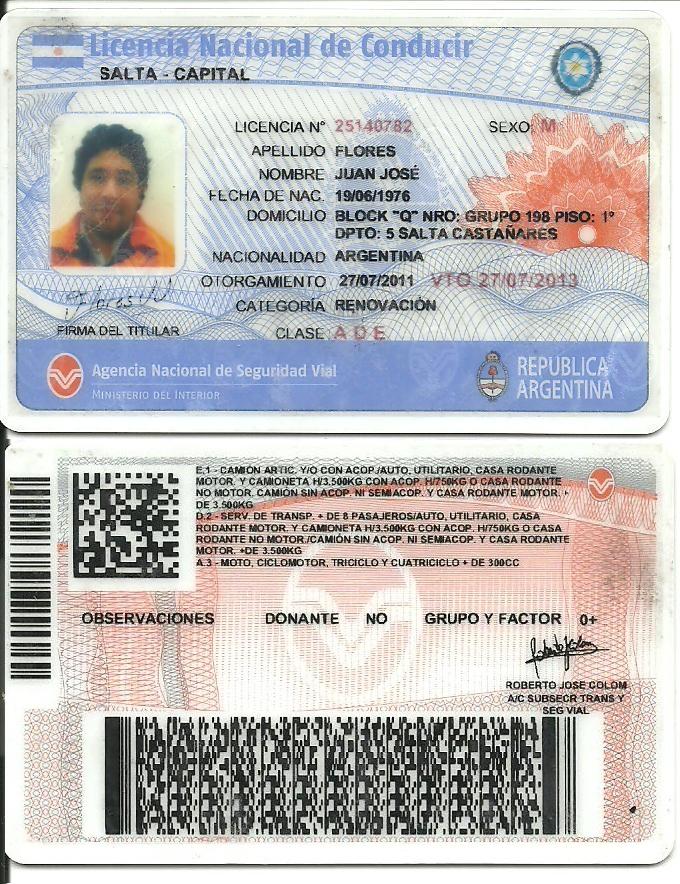 Licencia Nacional de Conducir
SALTA - CAPITAL
LICENCIA N° 25140782 SEXO: M
APELLIDO FLORES
NOMBRE JUAN JOSÉ
FECHA DE NAC. 19/06/1976
DOMICILIO BLOCK "Q" NRO: GRUPO 198 PISO: 1°
DPTO: 5 SALTA CASTAÑARES
NACIONALIDAD ARGENTINA
OTORGAMIENTO 27/07/2011 VTO 27/07/2013
CATEGORÍA RENOVACIÓN
FIRMA DEL TITULAR
CLASE A D E
Agencia Nacional de Seguridad Vial
MINISTERIO DEL INTERIOR
REPÚBLICA
ARGENTINA
E.1 - CAMIÓN ARTIC. Y/O CON ACOP./AUTO, UTILITARIO, CASA RODANTE
MOTOR. Y CAMIONETA H/3.500KG CON ACOP. H/750KG O CASA RODANTE
NO MOTOR. CAMIÓN SIN ACOP. NI SEMIACOP. Y CASA RODANTE MOTOR. +
DE 3.500KG
D.2 - SERV. DE TRANSP. + DE 8 PASAJEROS/AUTO, UTILITARIO, CASA
RODANTE MOTOR. Y CAMIONETA H/3.500KG CON ACOP. H/750KG O CASA
RODANTE NO MOTOR./CAMIÓN SIN ACOP. NI SEMIACOP. Y CASA RODANTE
MOTOR. +DE 3.500KG
A.3 - MOTO, CICLOMOTOR, TRICICLO Y CUATRICICLO + DE 300CC
OBSERVACIONES DONANTE NO GRUPO Y FACTOR 0+
ROBERTO JOSE COLOM
A/C SUBSECR TRANS Y
SEG VIAL